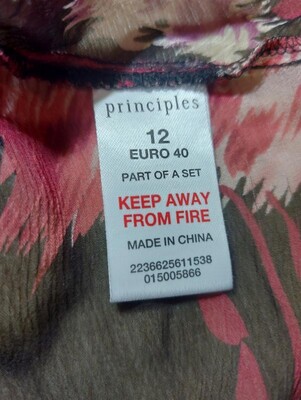 principles
12
EURO 40
PART OF A SET
KEEP AWAY
FROM FIRE
MADE IN CHINA
2236625611538
015005866